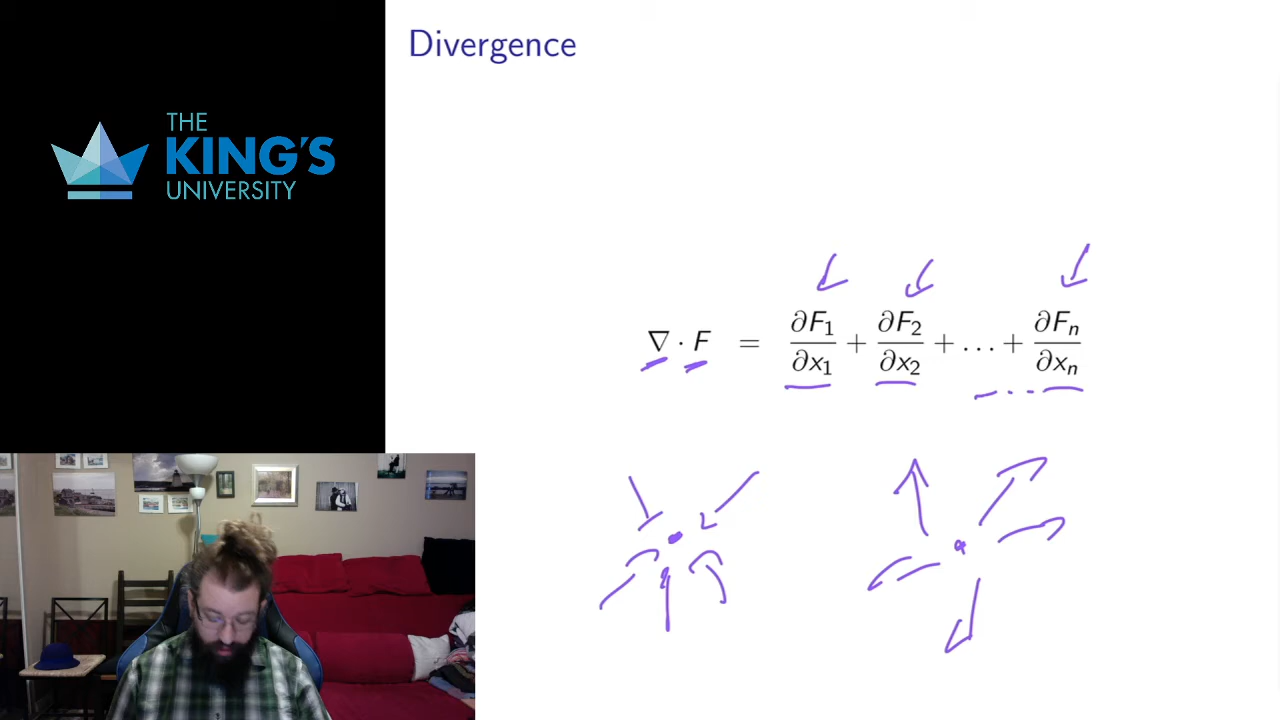 THE
KING'S
UNIVERSITY
Divergence
∇ · F = ∂F₁/∂x₁ + ∂F₂/∂x₂ + … + ∂Fₙ/∂xₙ